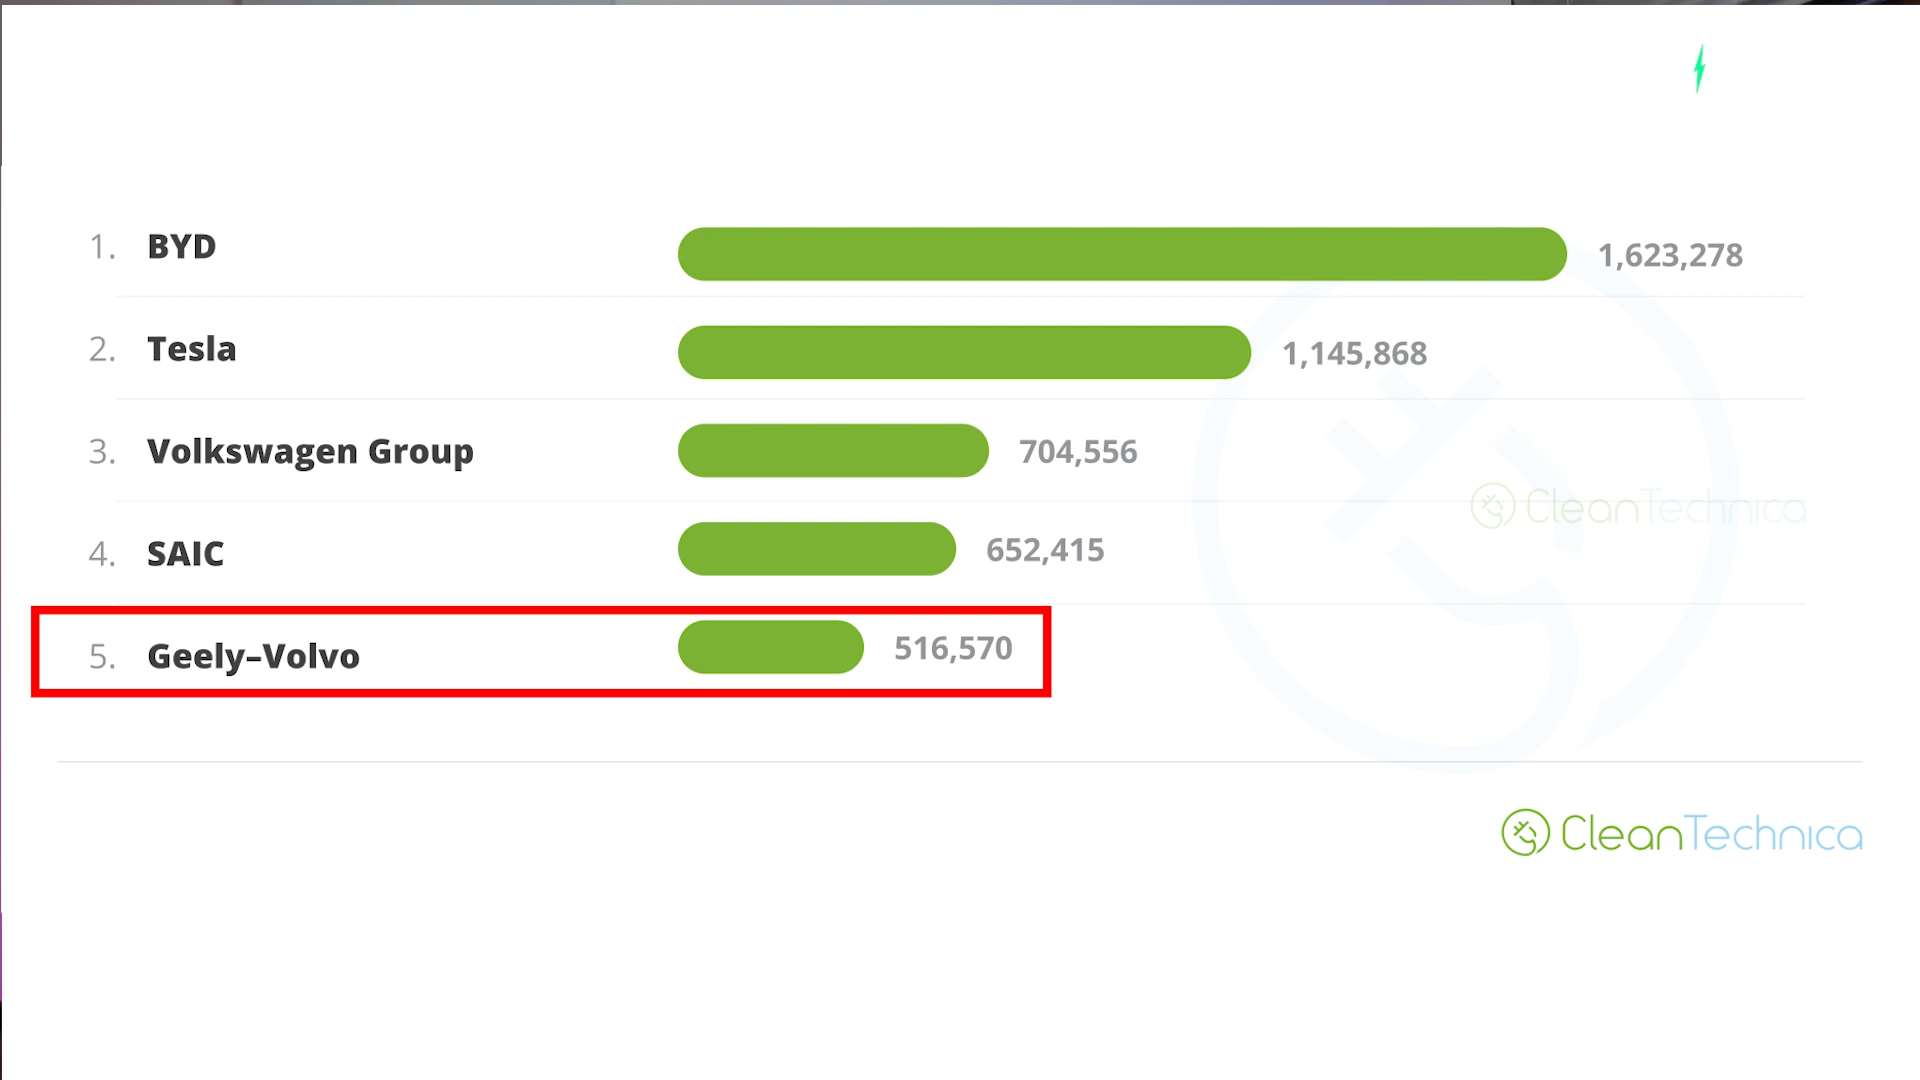 1. BYD 1,623,278
2. Tesla 1,145,868
3. Volkswagen Group 704,556
CleanTechnica
4. SAIC 652,415
5. Geely–Volvo 516,570
CleanTechnica